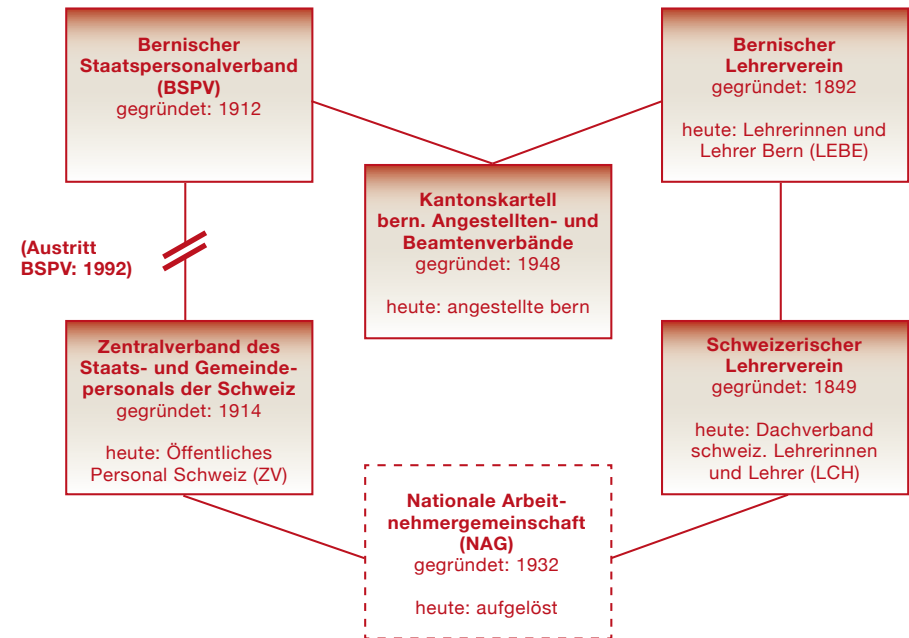 Bernischer
Staatspersonalverband
(BSPV)
gegründet: 1912
Bernischer
Lehrerverein
gegründet: 1892
heute: Lehrerinnen und
Lehrer Bern (LEBE)
Kantonskartell
bern. Angestellten- und
Beamtenverbände
gegründet: 1948
heute: angestellte bern
(Austritt
BSPV: 1992)
Zentralverband des
Staats- und Gemeinde-
personals der Schweiz
gegründet: 1914
heute: Öffentliches
Personal Schweiz (ZV)
Schweizerischer
Lehrerverein
gegründet: 1849
heute: Dachverband
schweiz. Lehrerinnen
und Lehrer (LCH)
Nationale Arbeit-
nehmergemeinschaft
(NAG)
gegründet: 1932
heute: aufgelöst